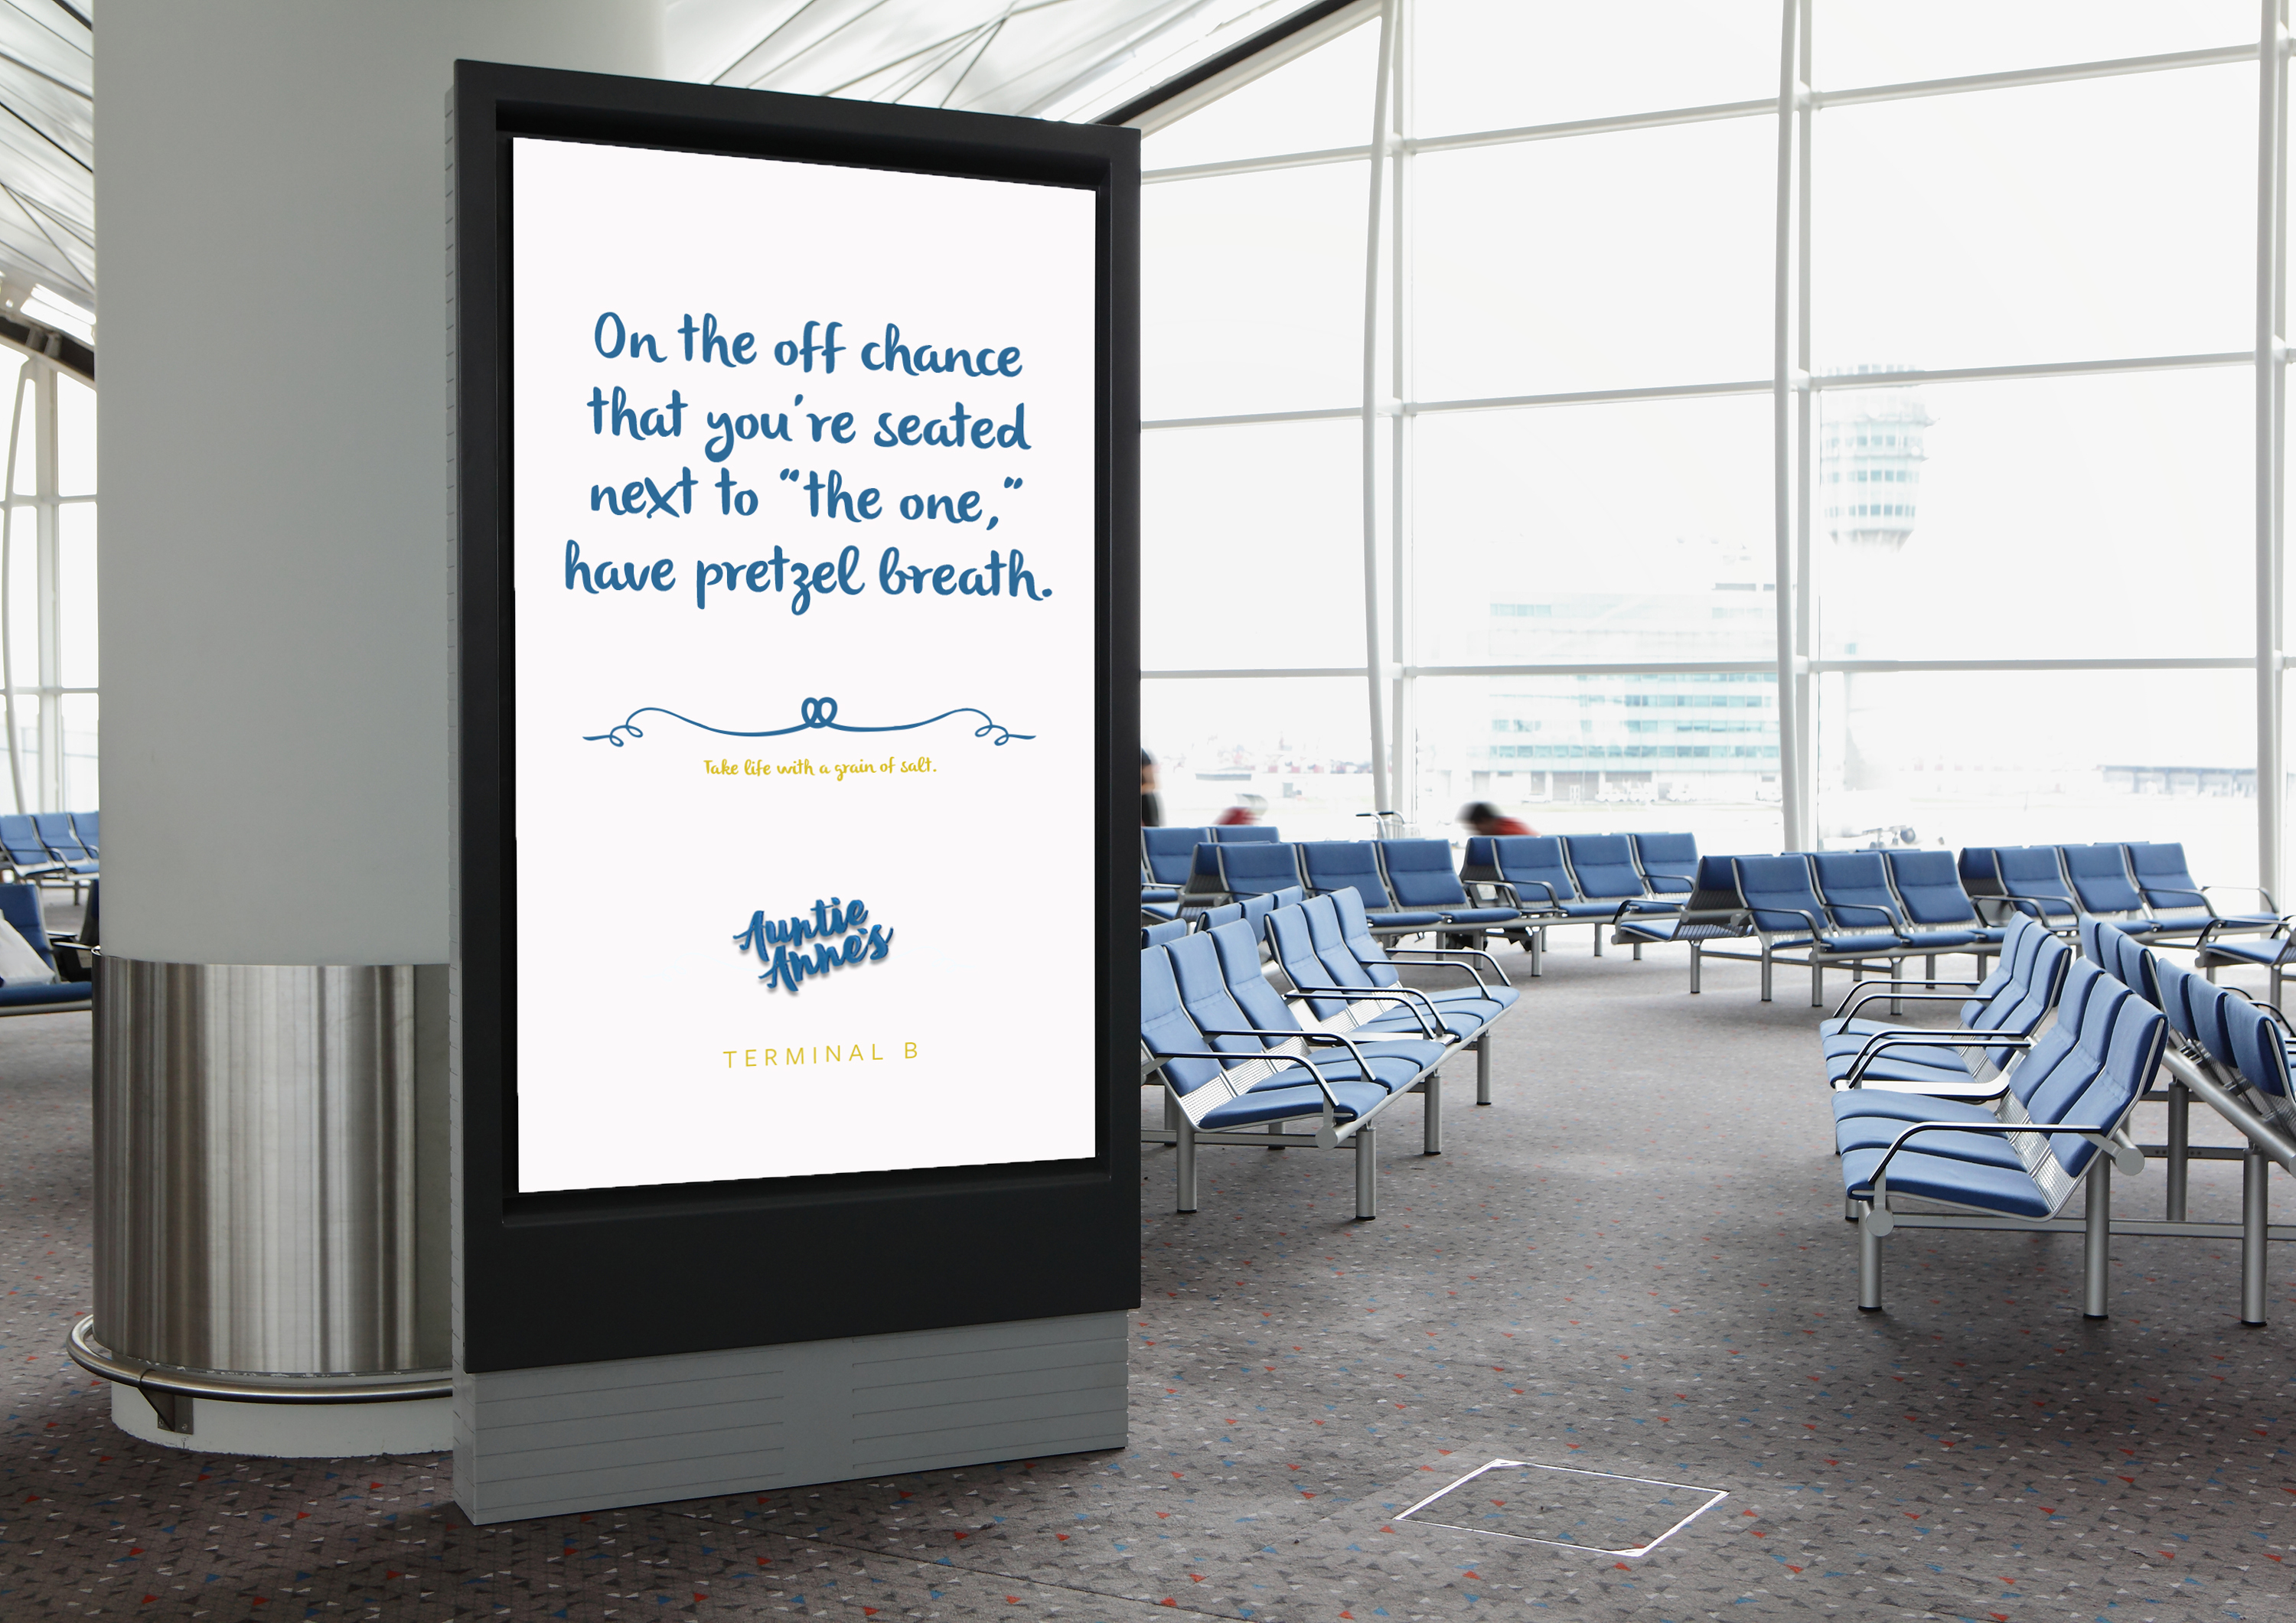 On the off chance
that you're seated
next to “the one,”
have pretzel breath.
Take life with a grain of salt.
Auntie
Anne's
TERMINAL B